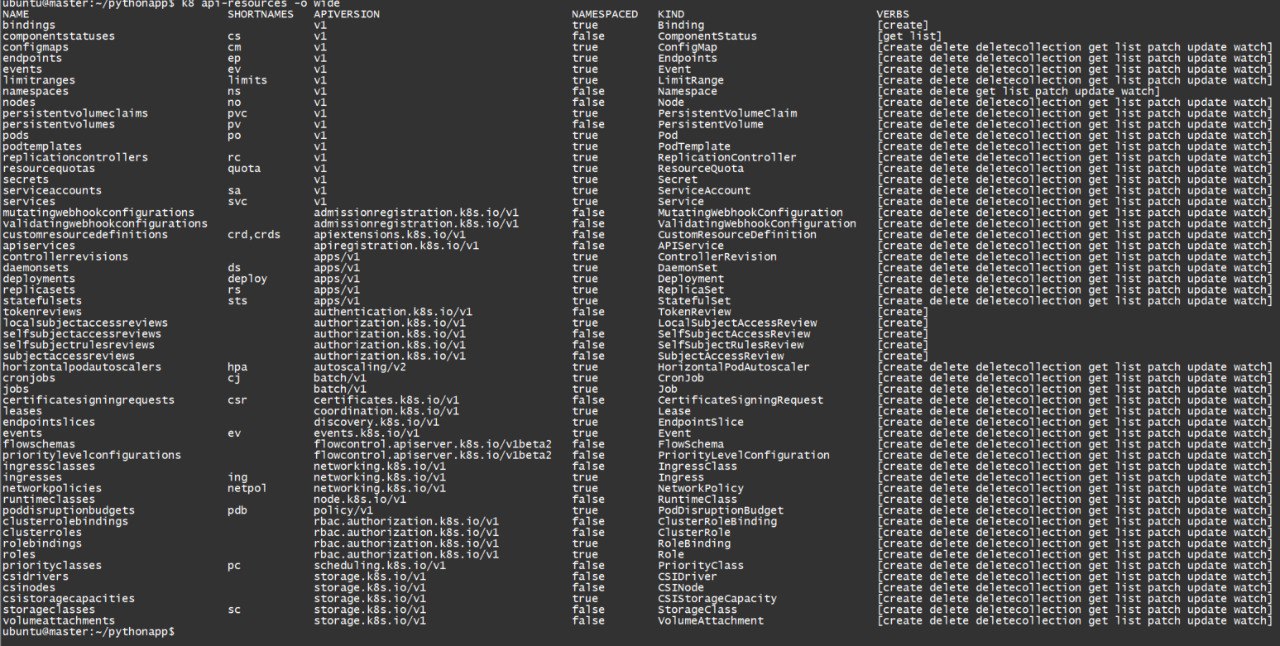 ubuntu@master:~/pythonapp$ k8 api-resources -o wide
NAME SHORTNAMES APIVERSION NAMESPACED KIND VERBS
bindings v1 true Binding [create]
componentstatuses cs v1 false ComponentStatus [get list]
configmaps cm v1 true ConfigMap [create delete deletecollection get list patch update watch]
endpoints ep v1 true Endpoints [create delete deletecollection get list patch update watch]
events ev v1 true Event [create delete deletecollection get list patch update watch]
limitranges limits v1 true LimitRange [create delete deletecollection get list patch update watch]
namespaces ns v1 false Namespace [create delete get list patch update watch]
nodes no v1 false Node [create delete deletecollection get list patch update watch]
persistentvolumeclaims pvc v1 true PersistentVolumeClaim [create delete deletecollection get list patch update watch]
persistentvolumes pv v1 false PersistentVolume [create delete deletecollection get list patch update watch]
pods po v1 true Pod [create delete deletecollection get list patch update watch]
podtemplates v1 true PodTemplate [create delete deletecollection get list patch update watch]
replicationcontrollers rc v1 true ReplicationController [create delete deletecollection get list patch update watch]
resourcequotas quota v1 true ResourceQuota [create delete deletecollection get list patch update watch]
secrets v1 true Secret [create delete deletecollection get list patch update watch]
serviceaccounts sa v1 true ServiceAccount [create delete deletecollection get list patch update watch]
services svc v1 true Service [create delete deletecollection get list patch update watch]
mutatingwebhookconfigurations admissionregistration.k8s.io/v1 false MutatingWebhookConfiguration [create delete deletecollection get list patch update watch]
validatingwebhookconfigurations admissionregistration.k8s.io/v1 false ValidatingWebhookConfiguration [create delete deletecollection get list patch update watch]
customresourcedefinitions crd,crds apiextensions.k8s.io/v1 false CustomResourceDefinition [create delete deletecollection get list patch update watch]
apiservices apiregistration.k8s.io/v1 false APIService [create delete deletecollection get list patch update watch]
controllerrevisions apps/v1 true ControllerRevision [create delete deletecollection get list patch update watch]
daemonsets ds apps/v1 true DaemonSet [create delete deletecollection get list patch update watch]
deployments deploy apps/v1 true Deployment [create delete deletecollection get list patch update watch]
replicasets rs apps/v1 true ReplicaSet [create delete deletecollection get list patch update watch]
statefulsets sts apps/v1 true StatefulSet [create delete deletecollection get list patch update watch]
tokenreviews authentication.k8s.io/v1 false TokenReview [create]
localsubjectaccessreviews authorization.k8s.io/v1 true LocalSubjectAccessReview [create]
selfsubjectaccessreviews authorization.k8s.io/v1 false SelfSubjectAccessReview [create]
selfsubjectrulesreviews authorization.k8s.io/v1 false SelfSubjectRulesReview [create]
subjectaccessreviews authorization.k8s.io/v1 false SubjectAccessReview [create]
horizontalpodautoscalers hpa autoscaling/v2 true HorizontalPodAutoscaler [create delete deletecollection get list patch update watch]
cronjobs cj batch/v1 true CronJob [create delete deletecollection get list patch update watch]
jobs batch/v1 true Job [create delete deletecollection get list patch update watch]
certificatesigningrequests csr certificates.k8s.io/v1 false CertificateSigningRequest [create delete deletecollection get list patch update watch]
leases coordination.k8s.io/v1 true Lease [create delete deletecollection get list patch update watch]
endpointslices discovery.k8s.io/v1 true EndpointSlice [create delete deletecollection get list patch update watch]
events ev events.k8s.io/v1 true Event [create delete deletecollection get list patch update watch]
flowschemas flowcontrol.apiserver.k8s.io/v1beta2 false FlowSchema [create delete deletecollection get list patch update watch]
prioritylevelconfigurations flowcontrol.apiserver.k8s.io/v1beta2 false PriorityLevelConfiguration [create delete deletecollection get list patch update watch]
ingressclasses networking.k8s.io/v1 false IngressClass [create delete deletecollection get list patch update watch]
ingresses ing networking.k8s.io/v1 true Ingress [create delete deletecollection get list patch update watch]
networkpolicies netpol networking.k8s.io/v1 true NetworkPolicy [create delete deletecollection get list patch update watch]
runtimeclasses node.k8s.io/v1 false RuntimeClass [create delete deletecollection get list patch update watch]
poddisruptionbudgets pdb policy/v1 true PodDisruptionBudget [create delete deletecollection get list patch update watch]
clusterrolebindings rbac.authorization.k8s.io/v1 false ClusterRoleBinding [create delete deletecollection get list patch update watch]
clusterroles rbac.authorization.k8s.io/v1 false ClusterRole [create delete deletecollection get list patch update watch]
rolebindings rbac.authorization.k8s.io/v1 true RoleBinding [create delete deletecollection get list patch update watch]
roles rbac.authorization.k8s.io/v1 true Role [create delete deletecollection get list patch update watch]
priorityclasses pc scheduling.k8s.io/v1 false PriorityClass [create delete deletecollection get list patch update watch]
csidrivers storage.k8s.io/v1 false CSIDriver [create delete deletecollection get list patch update watch]
csinodes storage.k8s.io/v1 false CSINode [create delete deletecollection get list patch update watch]
csistoragecapacities storage.k8s.io/v1 true CSIStorageCapacity [create delete deletecollection get list patch update watch]
storageclasses sc storage.k8s.io/v1 false StorageClass [create delete deletecollection get list patch update watch]
volumeattachments storage.k8s.io/v1 false VolumeAttachment [create delete deletecollection get list patch update watch]
ubuntu@master:~/pythonapp$